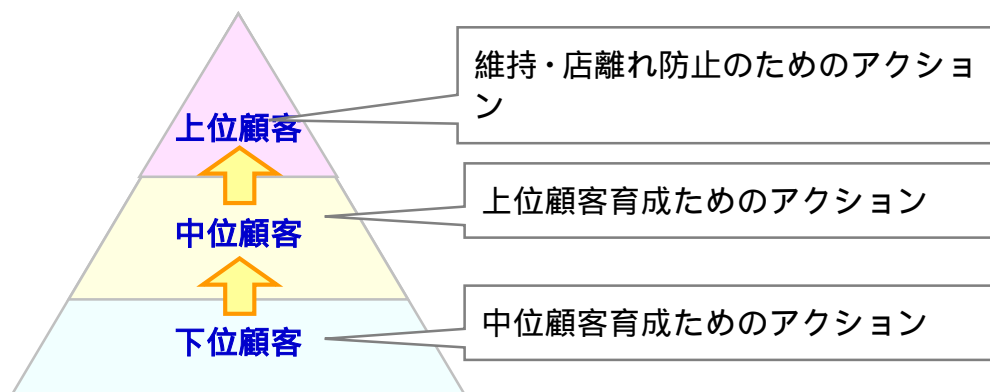 維持・店離れ防止のためのアクショ
ン
上位顧客
上位顧客育成ためのアクション
中位顧客
中位顧客育成ためのアクション
下位顧客